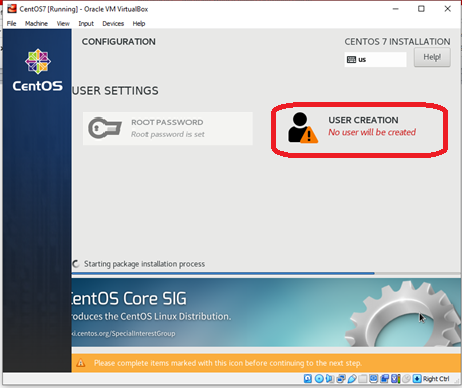 CentOS7 [Running] - Oracle VM VirtualBox
File Machine View Input Devices Help
CONFIGURATION
CENTOS 7 INSTALLATION
us
Help!
CentOS
USER SETTINGS
ROOT PASSWORD
Root password is set
USER CREATION
No user will be created
Starting package installation process
entOS Core SIG
roduces the CentOS Linux Distribution.
ki.centos.org/SpecialInterestGroup
Please complete items marked with this icon before continuing to the next step.
Right Ctrl